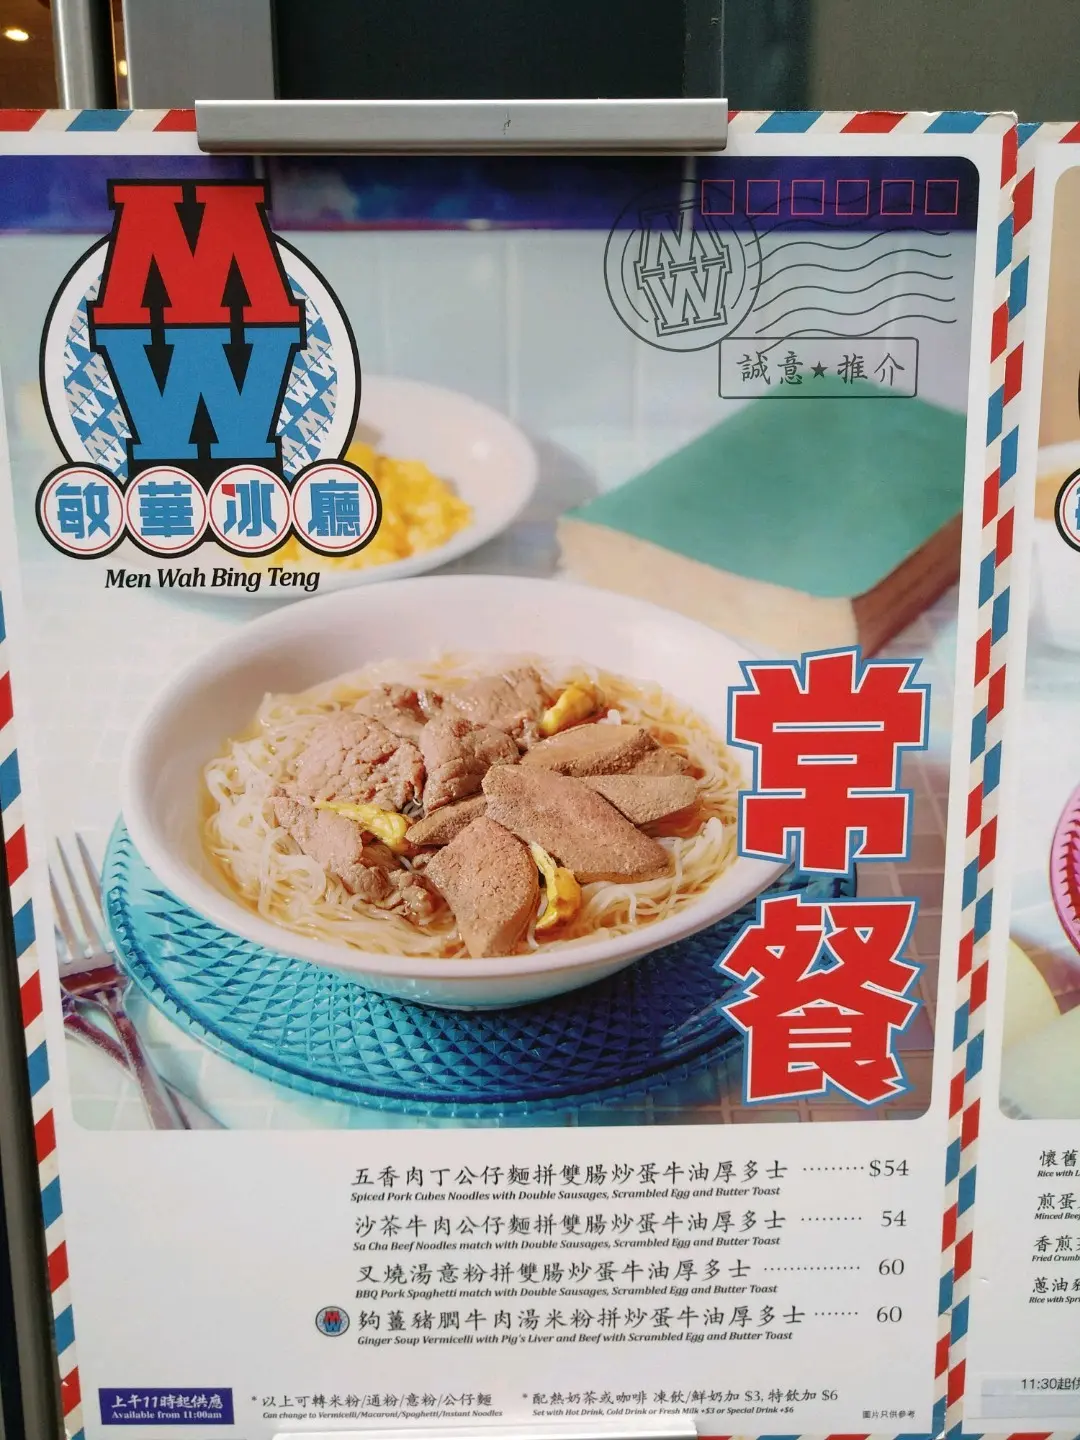 MW
MW
誠意★推介
敏華冰廳
Men Wah Bing Teng
常餐
五香肉丁公仔麵拼雙腸炒蛋牛油厚多士 ········· $54
Spiced Pork Cubes Noodles with Double Sausages, Scrambled Egg and Butter Toast
沙茶牛肉公仔麵拼雙腸炒蛋牛油厚多士 ········· 54
Sa Cha Beef Noodles match with Double Sausages, Scrambled Egg and Butter Toast
叉燒湯意粉拼雙腸炒蛋牛油厚多士 ·············· 60
BBQ Pork Spaghetti match with Double Sausages, Scrambled Egg and Butter Toast
夠薑豬膶牛肉湯米粉拼炒蛋牛油厚多士 ······· 60
Ginger Soup Vermicelli with Pig's Liver and Beef with Scrambled Egg and Butter Toast
上午11時起供應
Available from 11:00am
*以上可轉米粉/通粉/意粉/公仔麵
Can change to Vermicelli/Macaroni/Spaghetti/Instant Noodles
*配熱奶茶或咖啡 凍飲/鮮奶加 $3, 特飲加 $6
Set with Hot Drink, Cold Drink or Fresh Milk +$3 or Special Drink +$6
圖片只供參考
懷舊
Rice with
煎蛋
Minced Bee
香煎
Fried Crumb
蔥油
Rice with Spr
11:30起供